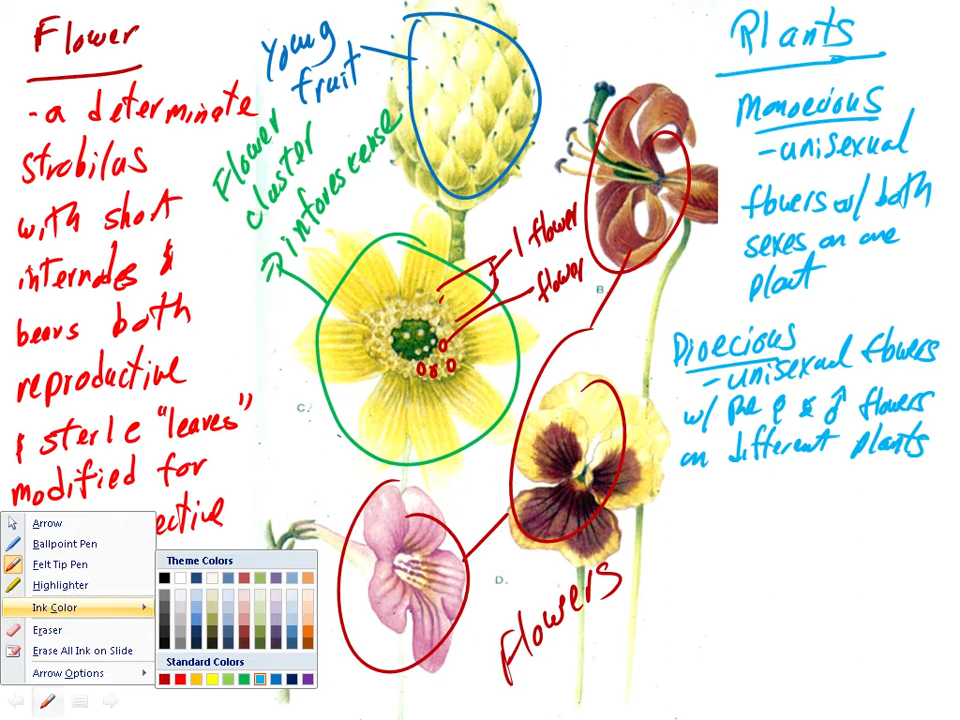 Flower
- a determinate
strobilus
with short
internodes &
bears both
reproductive
& sterle "leaves"
modified for
ective
Young
fruit
Flower
cluster
inforescense
1 flower
flower
B
C.
D.
Flowers
Plants
Monoecious
- unisexual
flowers w/ both
sexes on one
plant
Dioecious
- unisexual flowers
w/ ♀ & ♂ flowers
on different plants
Arrow
Ballpoint Pen
Felt Tip Pen
Highlighter
Ink Color
Eraser
Erase All Ink on Slide
Arrow Options
Theme Colors
Standard Colors